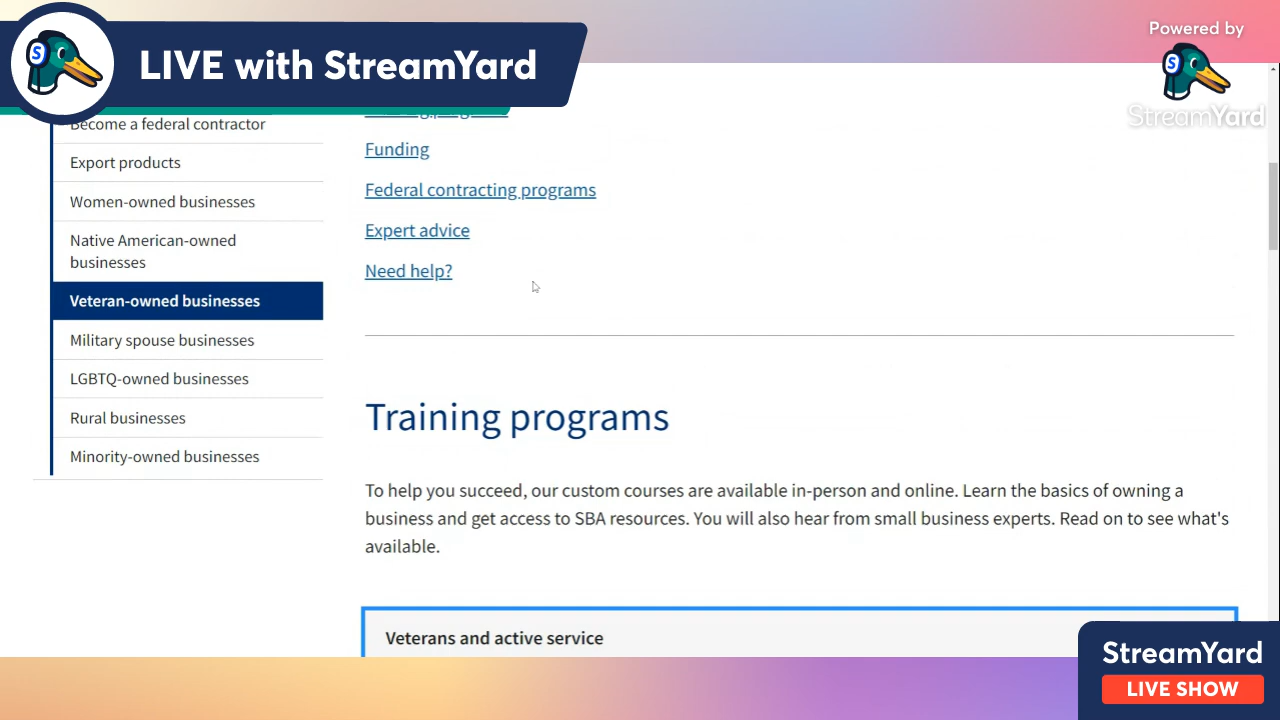 LIVE with StreamYard
Powered by
S
S
StreamYard
Become a federal contractor
Export products
Women-owned businesses
Native American-owned
businesses
Veteran-owned businesses
Military spouse businesses
LGBTQ-owned businesses
Rural businesses
Minority-owned businesses
Funding
Federal contracting programs
Expert advice
Need help?
Training programs
To help you succeed, our custom courses are available in-person and online. Learn the basics of owning a
business and get access to SBA resources. You will also hear from small business experts. Read on to see what's
available.
Veterans and active service
StreamYard
LIVE SHOW